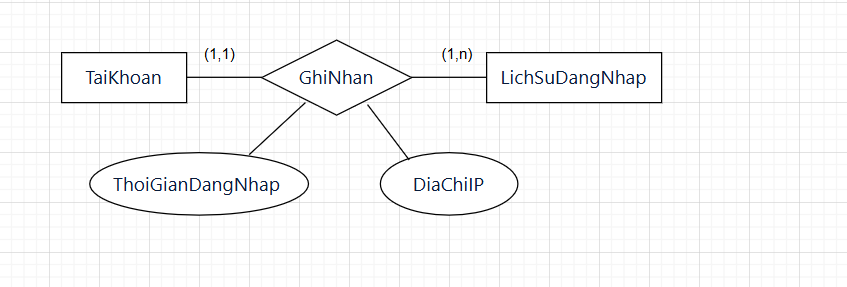 (1,1)
(1,n)
TaiKhoan
GhiNhan
LichSuDangNhap
ThoiGianDangNhap
DiaChiIP